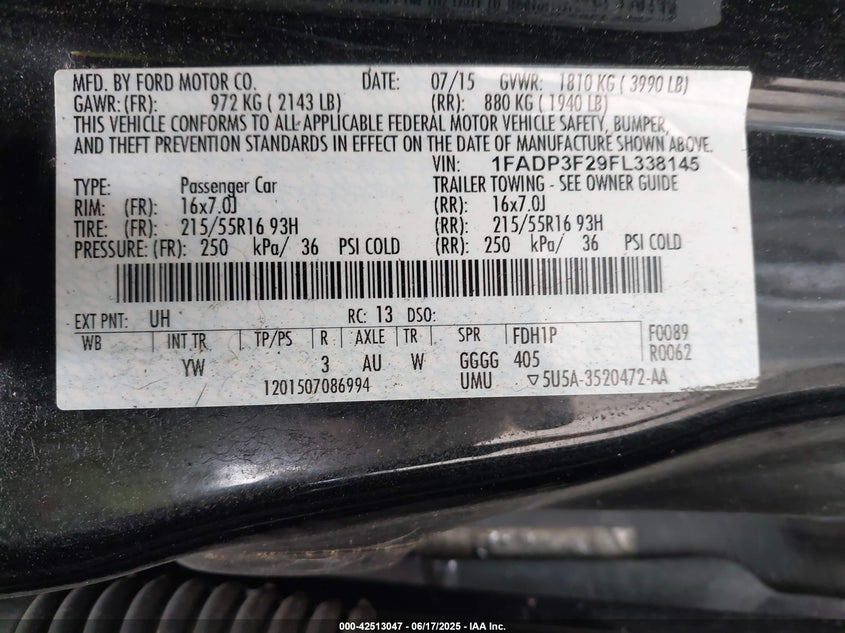 MFD. BY FORD MOTOR CO. DATE: 07/15 GVWR: 1810 KG ( 3990 LB)
GAWR: (FR): 972 KG ( 2143 LB) (RR): 880 KG ( 1940 LB)
THIS VEHICLE CONFORMS TO ALL APPLICABLE FEDERAL MOTOR VEHICLE SAFETY, BUMPER,
AND THEFT PREVENTION STANDARDS IN EFFECT ON THE DATE OF MANUFACTURE SHOWN ABOVE.
VIN: 1FADP3F29FL338145
TYPE: Passenger Car TRAILER TOWING - SEE OWNER GUIDE
RIM: (FR): 16x7.0J (RR): 16x7.0J
TIRE: (FR): 215/55R16 93H (RR): 215/55R16 93H
PRESSURE: (FR): 250 kPa/ 36 PSI COLD (RR): 250 kPa/ 36 PSI COLD
EXT PNT: UH RC: 13 DSO:
WB INT TR TP/PS R AXLE TR SPR FDH1P F0089
YW 3 AU W GGGG 405 R0062
1201507086994 UMU ▽5U5A-3520472-AA
000-42513047 - 06/17/2025 - IAA Inc.